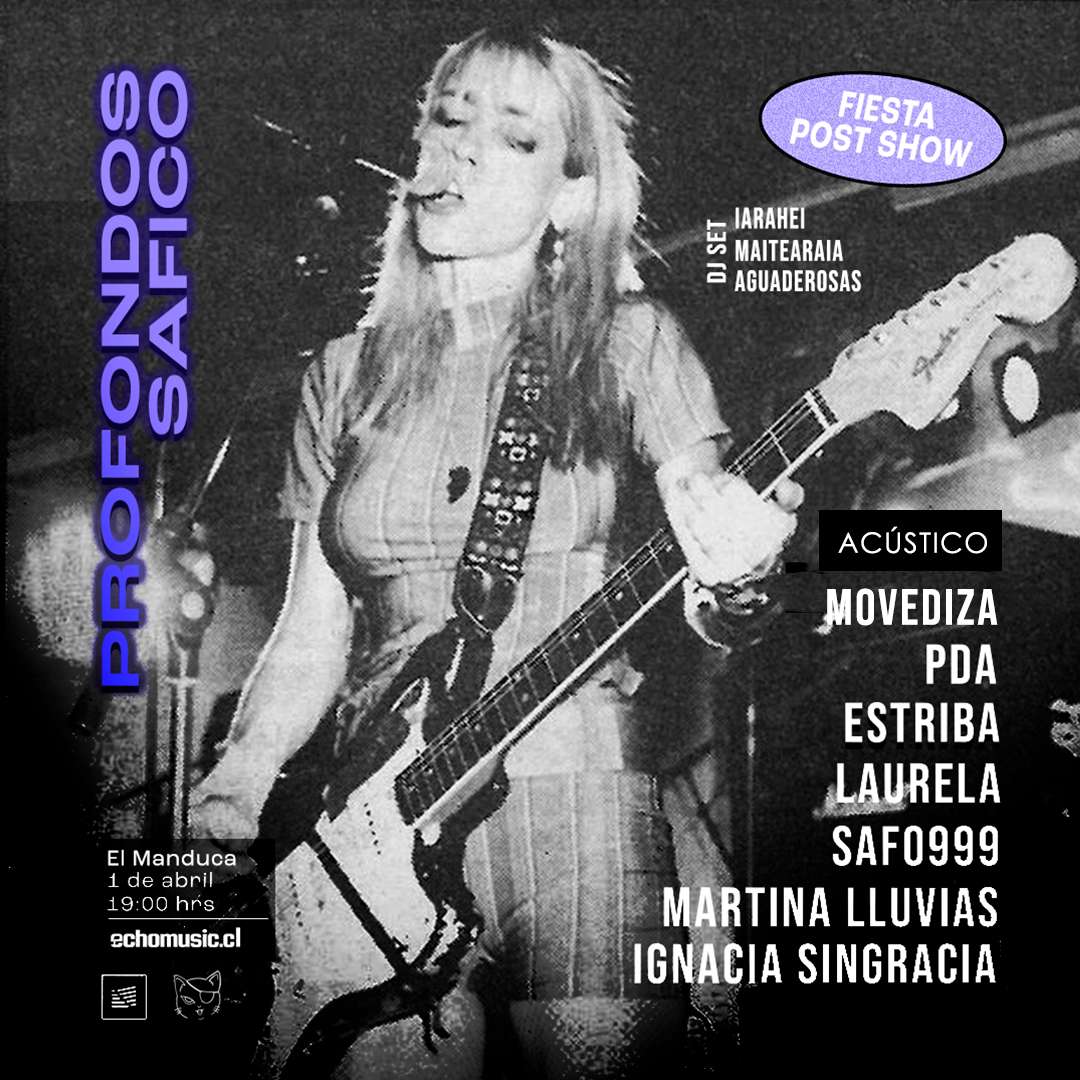 PROFONDOS
SAFICO
FIESTA
POST SHOW
DJ SET
IARAHEI
MAITEARAIA
AGUADEROSAS
ACÚSTICO
MOVEDIZA
PDA
ESTRIBA
LAURELA
SAFO999
MARTINA LLUVIAS
IGNACIA SINGRACIA
El Manduca
1 de abril
19:00 hrs
echomusic.cl